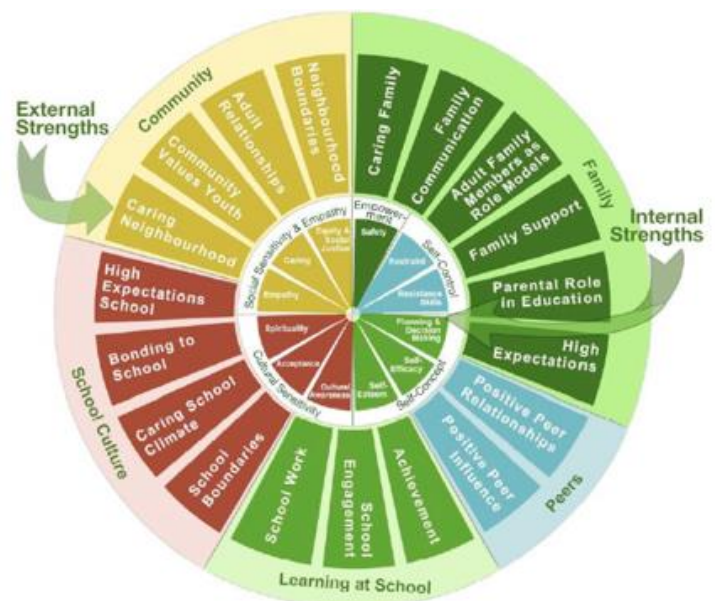 External
Strengths
Internal
Strengths
Community
Neighbourhood
Boundaries
Adult
Relationships
Community
Values Youth
Caring
Neighbourhood
Family
Caring Family
Family
Communication
Adult Family
Members as
Role Models
Family Support
Parental Role
in Education
High
Expectations
Peers
Positive Peer
Relationships
Positive Peer
Influence
Learning at School
Achievement
School
Engagement
School Work
School Culture
School
Boundaries
Caring School
Climate
Bonding to
School
High
Expectations
School
Social Sensitivity & Empathy
Equity &
Social
Justice
Caring
Empathy
Empower-
ment
Safety
Self-Control
Restraint
Resistance
Skills
Self-Concept
Planning &
Decision
Making
Self-
Efficacy
Self-
Esteem
Cultural Sensitivity
Cultural
Awareness
Acceptance
Spirituality